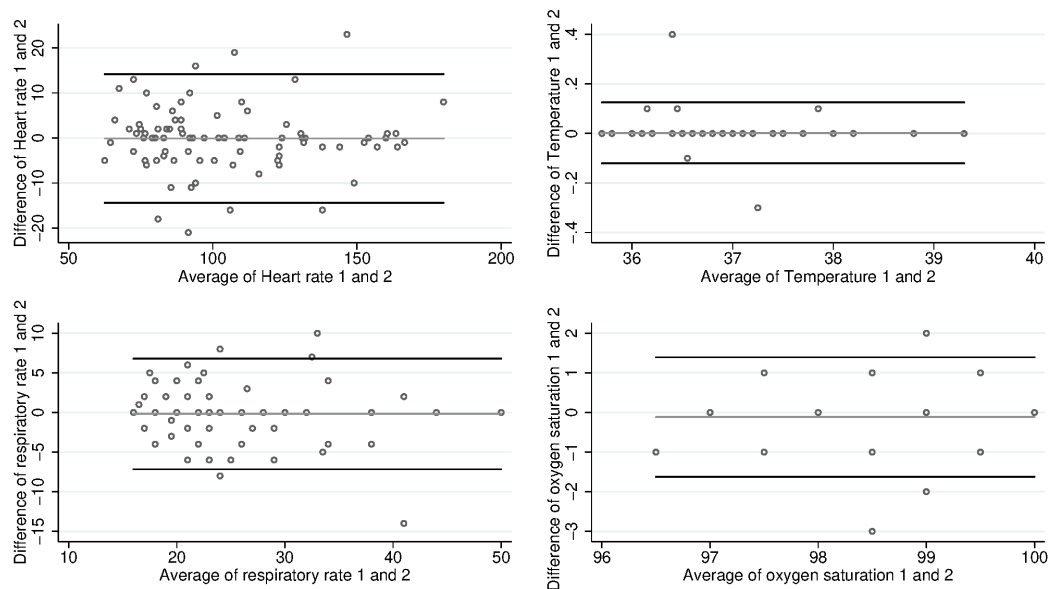 Difference of Heart rate 1 and 2
20
10
0
−10
−20
50 100 150 200
Average of Heart rate 1 and 2
Difference of Temperature 1 and 2
.4
.2
0
−.2
−.4
36 37 38 39 40
Average of Temperature 1 and 2
Difference of respiratory rate 1 and 2
10
5
0
−5
−10
−15
10 20 30 40 50
Average of respiratory rate 1 and 2
Difference of oxygen saturation 1 and 2
2
1
0
−1
−2
−3
96 97 98 99 100
Average of oxygen saturation 1 and 2